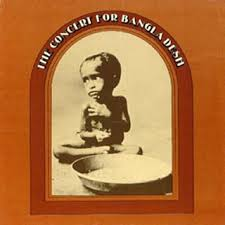 THE CONCERT FOR BANGLA DESH